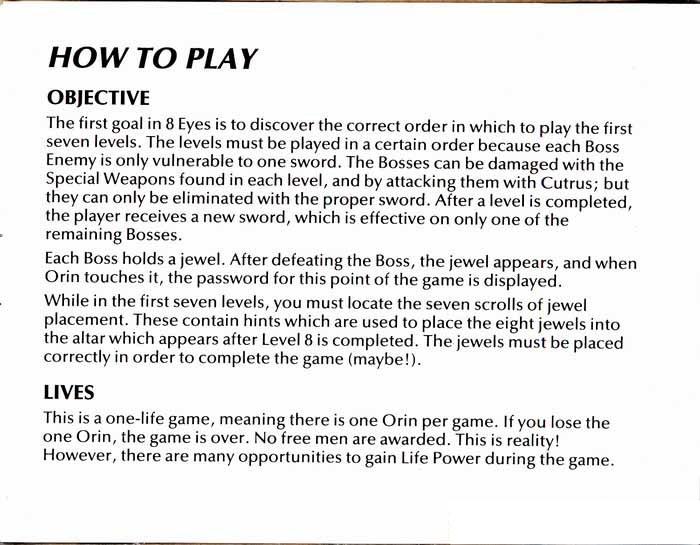 HOW TO PLAY
OBJECTIVE
The first goal in 8 Eyes is to discover the correct order in which to play the first
seven levels. The levels must be played in a certain order because each Boss
Enemy is only vulnerable to one sword. The Bosses can be damaged with the
Special Weapons found in each level, and by attacking them with Cutrus; but
they can only be eliminated with the proper sword. After a level is completed,
the player receives a new sword, which is effective on only one of the
remaining Bosses.
Each Boss holds a jewel. After defeating the Boss, the jewel appears, and when
Orin touches it, the password for this point of the game is displayed.
While in the first seven levels, you must locate the seven scrolls of jewel
placement. These contain hints which are used to place the eight jewels into
the altar which appears after Level 8 is completed. The jewels must be placed
correctly in order to complete the game (maybe!).
LIVES
This is a one-life game, meaning there is one Orin per game. If you lose the
one Orin, the game is over. No free men are awarded. This is reality!
However, there are many opportunities to gain Life Power during the game.